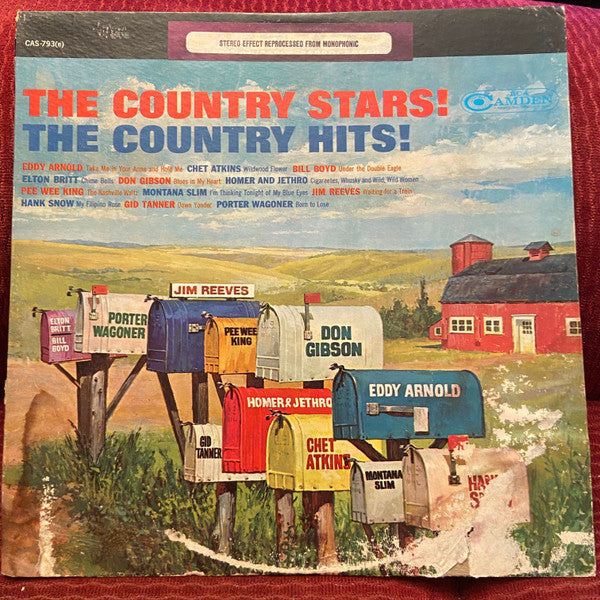 CAS-793(e)
STEREO EFFECT REPROCESSED FROM MONOPHONIC
THE COUNTRY STARS!
RCA
CAMDEN
THE COUNTRY HITS!
EDDY ARNOLD Take Me in Your Arms and Hold Me CHET ATKINS Wildwood Flower BILL BOYD Under the Double Eagle
ELTON BRITT Chime Bells DON GIBSON Blues in My Heart HOMER AND JETHRO Cigareetes, Whusky and Wild, Wild Women
PEE WEE KING The Nashville Waltz MONTANA SLIM I'm thinking Tonight of My Blue Eyes JIM REEVES Waiting for a Train
HANK SNOW My Filipino Rose GID TANNER Down Yonder PORTER WAGONER Born to Lose
JIM REEVES
ELTON
BRITT
BILL
BOYD
PORTER
WAGONER
PEE WEE
KING
DON
GIBSON
EDDY ARNOLD
HOMER & JETHRO
GID
TANNER
CHET
ATKINS
MONTANA
SLIM